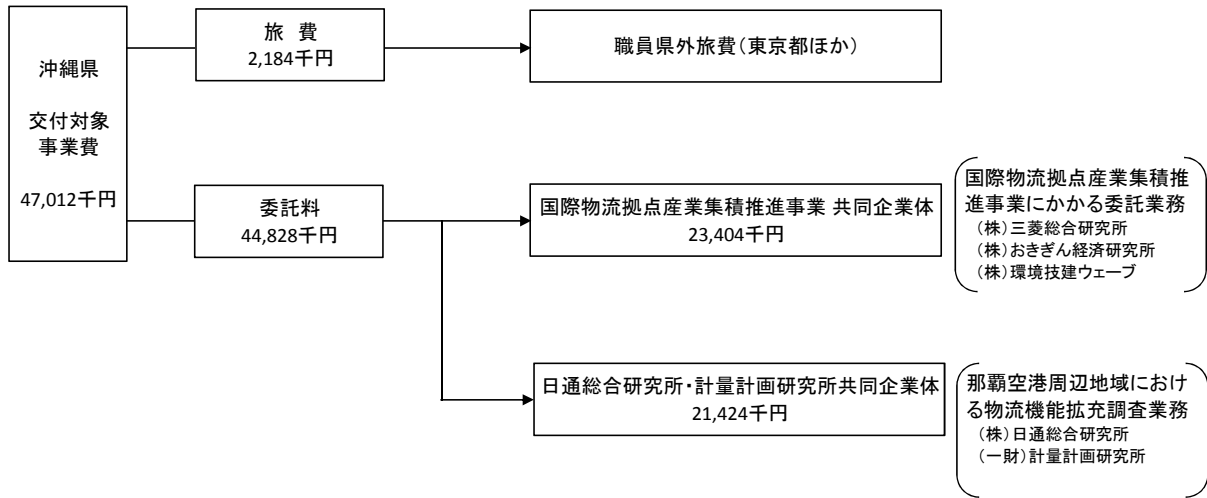 沖縄県
交付対象
事業費
47,012千円
旅　費
2,184千円
職員県外旅費(東京都ほか)
委託料
44,828千円
国際物流拠点産業集積推進事業 共同企業体
23,404千円
国際物流拠点産業集積推
進事業にかかる委託業務
(株)三菱総合研究所
(株)おきぎん経済研究所
(株)環境技建ウェーブ
日通総合研究所・計量計画研究所共同企業体
21,424千円
那覇空港周辺地域におけ
る物流機能拡充調査業務
(株)日通総合研究所
(一財)計量計画研究所